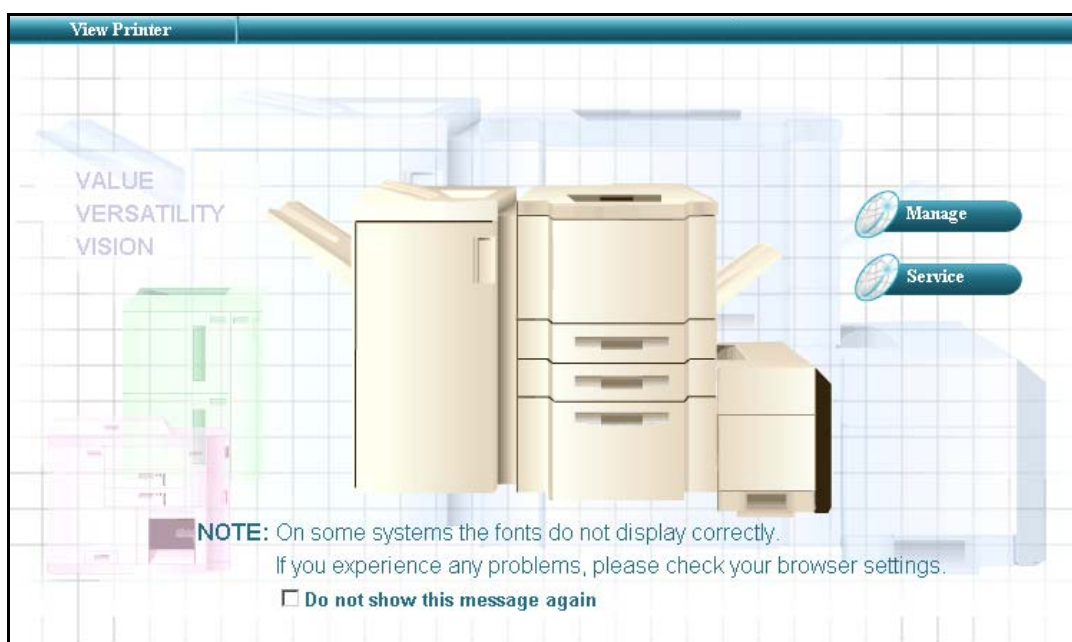 View Printer
VALUE
VERSATILITY
VISION
Manage
Service
NOTE: On some systems the fonts do not display correctly.
If you experience any problems, please check your browser settings.
Do not show this message again